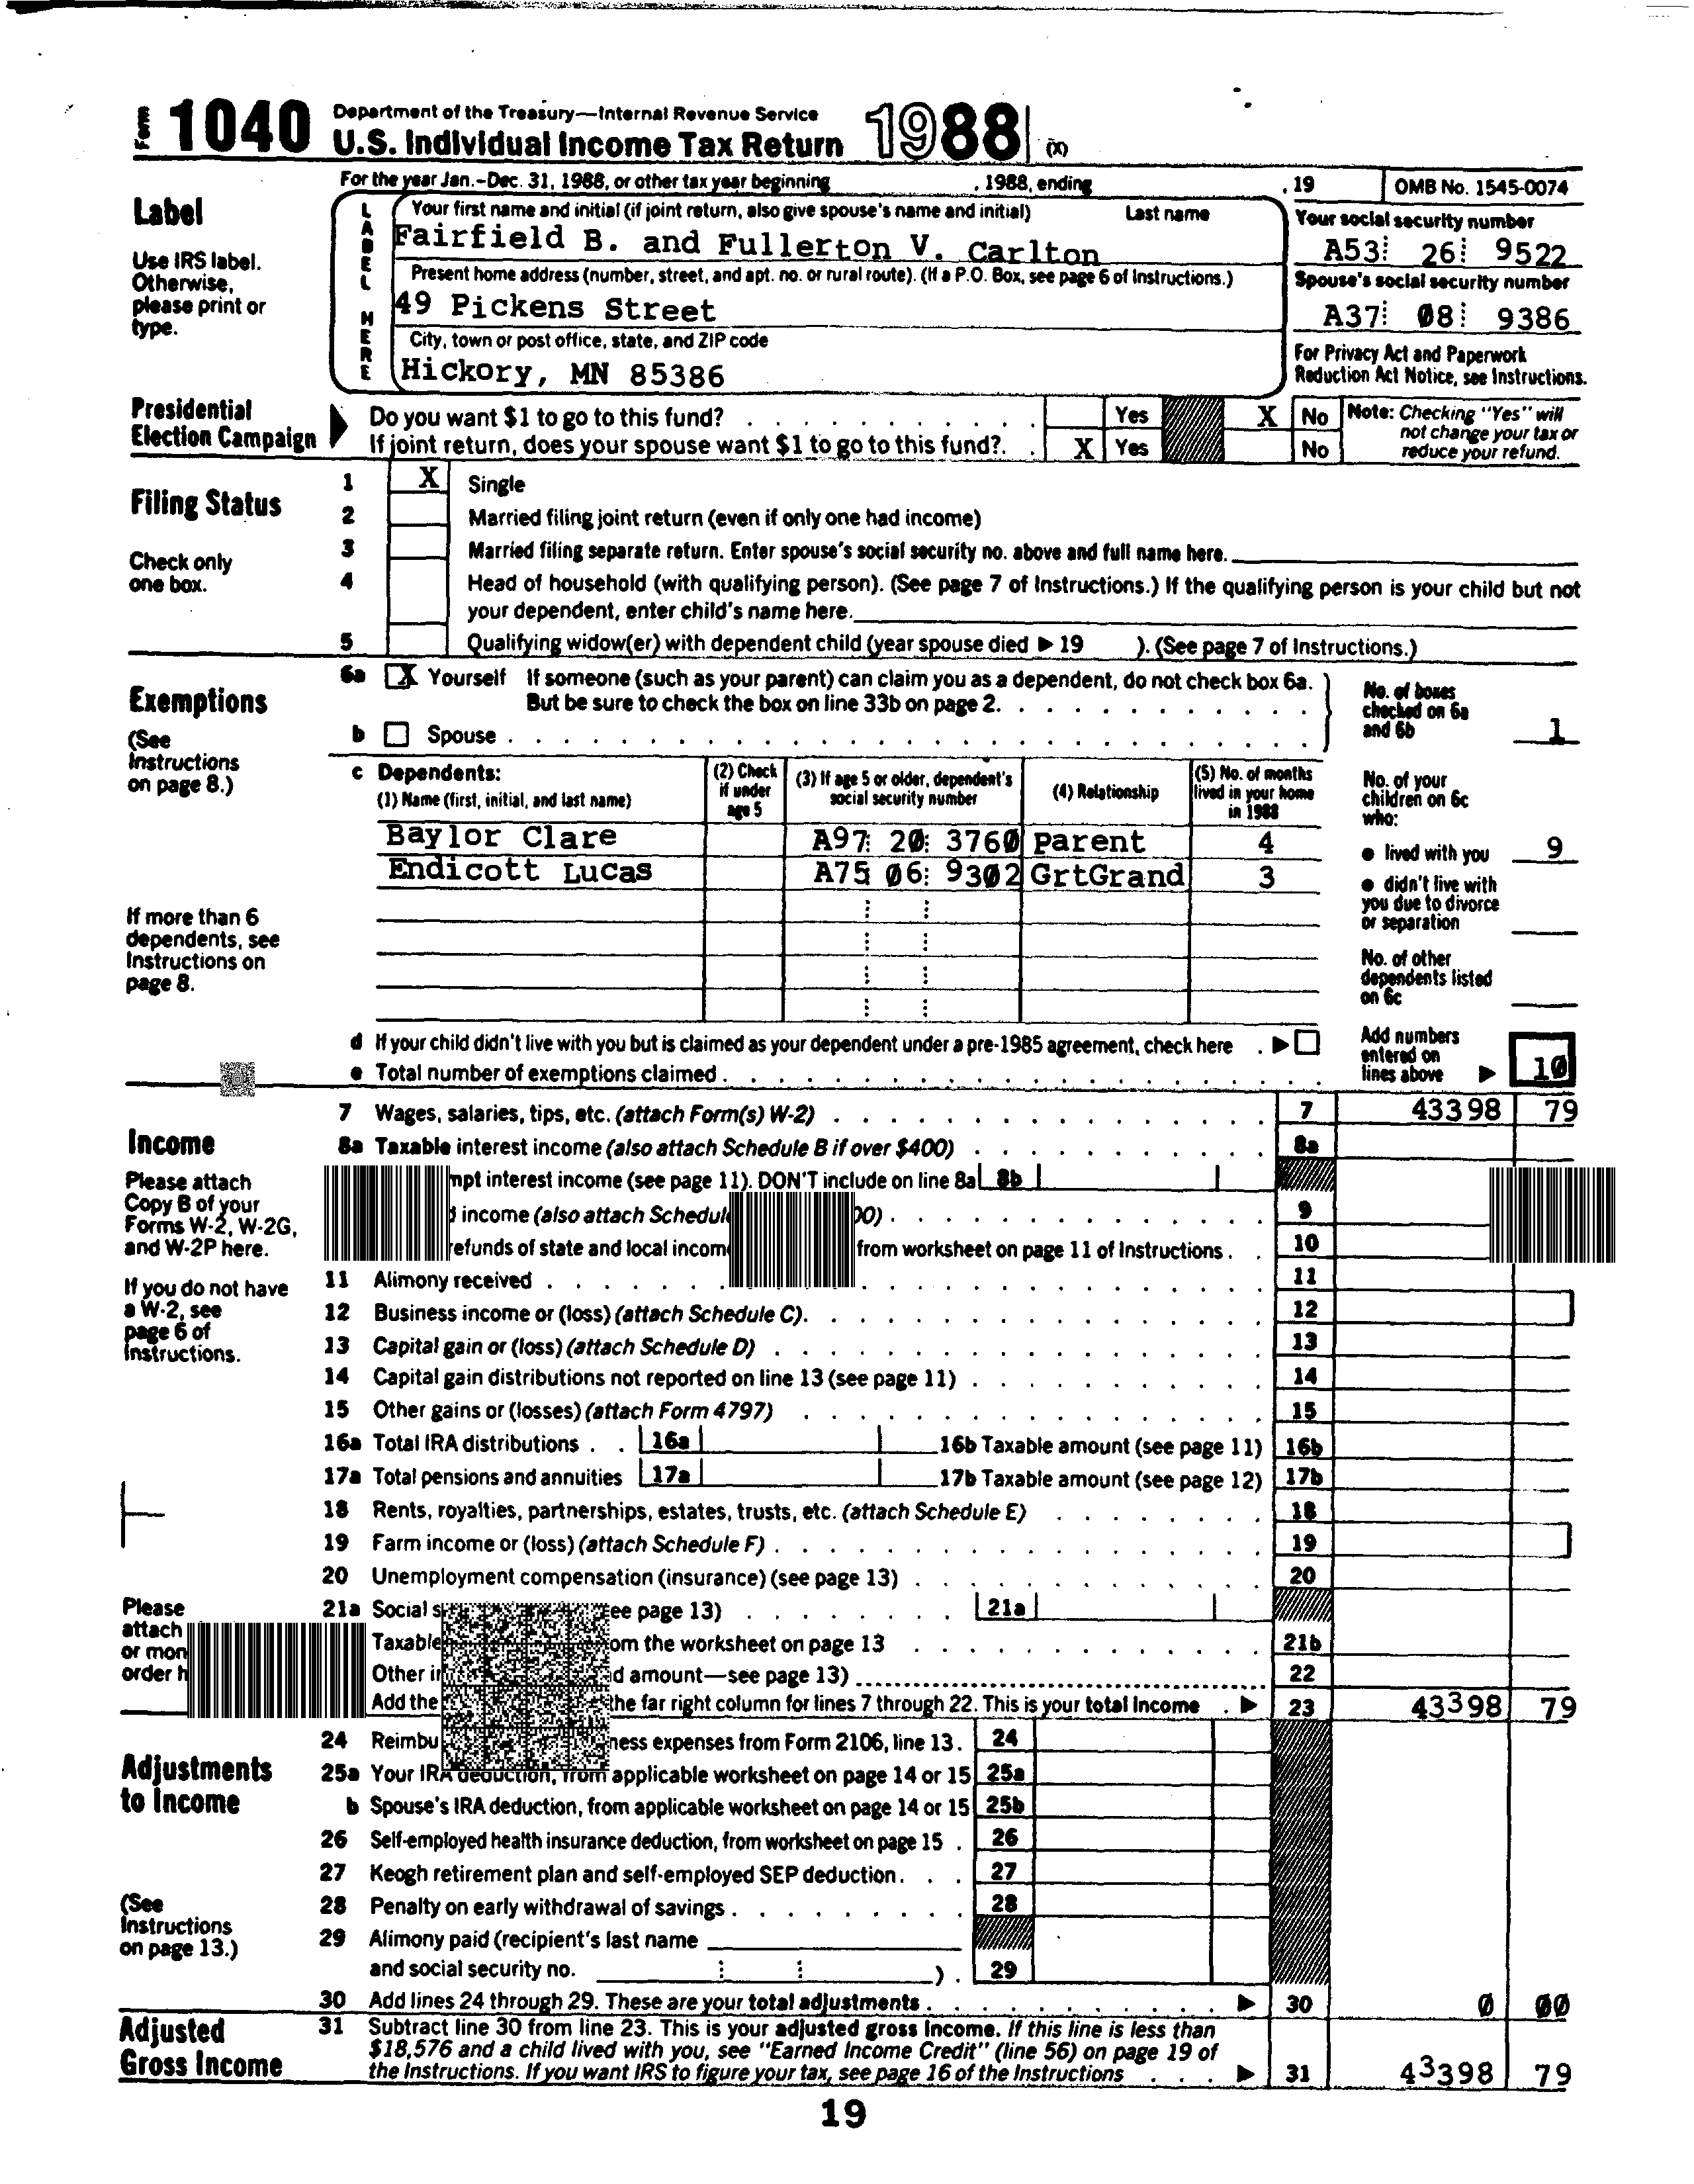 Form 1040 Department of the Treasury—Internal Revenue Service
U.S. Individual Income Tax Return 1988 (X)
For the year Jan.-Dec. 31, 1988, or other tax year beginning , 1988, ending , 19 OMB No. 1545-0074
Label
Use IRS label. Otherwise, please print or type.
LABEL HERE
Your first name and initial (if joint return, also give spouse's name and initial) Last name
Fairfield B. and Fullerton V. Carlton
Your social security number
A53 26 9522
Present home address (number, street, and apt. no. or rural route). (If a P.O. Box, see page 6 of Instructions.)
49 Pickens Street
Spouse's social security number
A37 08 9386
City, town or post office, state, and ZIP code
Hickory, MN 85386
For Privacy Act and Paperwork
Reduction Act Notice, see Instructions.
Presidential
Election Campaign
Do you want $1 to go to this fund? Yes X No
If joint return, does your spouse want $1 to go to this fund? X Yes No
Note: Checking "Yes" will
not change your tax or
reduce your refund.
Filing Status
Check only
one box.
1 X Single
2 Married filing joint return (even if only one had income)
3 Married filing separate return. Enter spouse's social security no. above and full name here.
4 Head of household (with qualifying person). (See page 7 of Instructions.) If the qualifying person is your child but not
your dependent, enter child's name here.
5 Qualifying widow(er) with dependent child (year spouse died ▶ 19 ). (See page 7 of Instructions.)
Exemptions
(See
Instructions
on page 8.)
6a X Yourself If someone (such as your parent) can claim you as a dependent, do not check box 6a.
But be sure to check the box on line 33b on page 2.
b Spouse
No. of boxes
checked on 6a
and 6b 1
c Dependents:
(1) Name (first, initial, and last name)
(2) Check
if under
age 5
(3) If age 5 or older, dependent's
social security number
(4) Relationship
(5) No. of months
lived in your home
in 1988
Baylor Clare A97 20 3760 Parent 4
Endicott Lucas A75 06 9302 GrtGrand 3
No. of your
children on 6c
who:
● lived with you 9
● didn't live with
you due to divorce
or separation
No. of other
dependents listed
on 6c
If more than 6
dependents, see
Instructions on
page 8.
d If your child didn't live with you but is claimed as your dependent under a pre-1985 agreement, check here ▶
e Total number of exemptions claimed
Add numbers
entered on
lines above ▶ 10
Income
Please attach
Copy B of your
Forms W-2, W-2G,
and W-2P here.
If you do not have
a W-2, see
page 6 of
Instructions.
7 Wages, salaries, tips, etc. (attach Form(s) W-2) 7 43398 79
8a Taxable interest income (also attach Schedule B if over $400) 8a
mpt interest income (see page 11). DON'T include on line 8a 8b
income (also attach Schedul 00) 9
refunds of state and local incom from worksheet on page 11 of Instructions 10
11 Alimony received 11
12 Business income or (loss) (attach Schedule C) 12
13 Capital gain or (loss) (attach Schedule D) 13
14 Capital gain distributions not reported on line 13 (see page 11) 14
15 Other gains or (losses) (attach Form 4797) 15
16a Total IRA distributions 16a 16b Taxable amount (see page 11) 16b
17a Total pensions and annuities 17a 17b Taxable amount (see page 12) 17b
18 Rents, royalties, partnerships, estates, trusts, etc. (attach Schedule E) 18
19 Farm income or (loss) (attach Schedule F) 19
20 Unemployment compensation (insurance) (see page 13) 20
Please
attach
or mon
order h
21a Social s ee page 13) 21a
Taxable om the worksheet on page 13 21b
Other in d amount—see page 13) 22
Add the the far right column for lines 7 through 22. This is your total income ▶ 23 43398 79
Adjustments
to Income
(See
Instructions
on page 13.)
24 Reimbu ness expenses from Form 2106, line 13 24
25a Your IRA deduction, from applicable worksheet on page 14 or 15 25a
b Spouse's IRA deduction, from applicable worksheet on page 14 or 15 25b
26 Self-employed health insurance deduction, from worksheet on page 15 26
27 Keogh retirement plan and self-employed SEP deduction 27
28 Penalty on early withdrawal of savings 28
29 Alimony paid (recipient's last name
and social security no. ) 29
30 Add lines 24 through 29. These are your total adjustments ▶ 30 0 00
Adjusted
Gross Income
31 Subtract line 30 from line 23. This is your adjusted gross income. If this line is less than
$18,576 and a child lived with you, see "Earned Income Credit" (line 56) on page 19 of
the Instructions. If you want IRS to figure your tax, see page 16 of the Instructions ▶ 31 43398 79
19